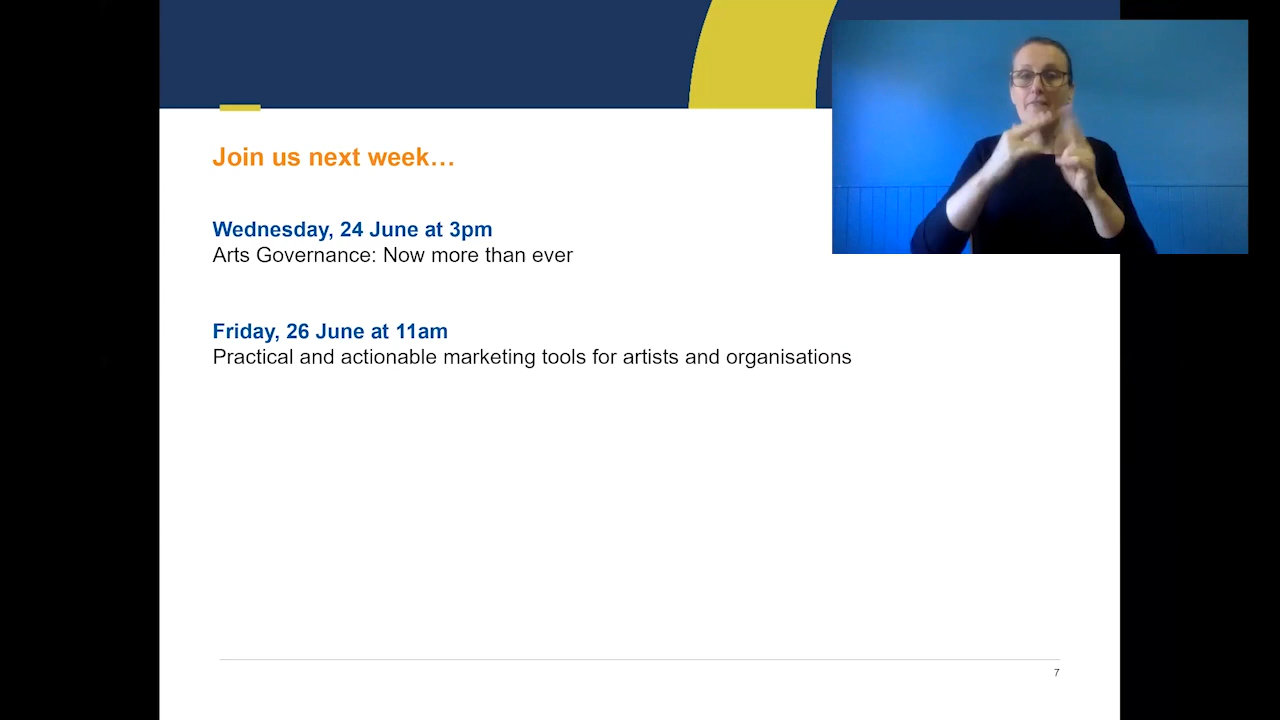 Join us next week…
Wednesday, 24 June at 3pm
Arts Governance: Now more than ever
Friday, 26 June at 11am
Practical and actionable marketing tools for artists and organisations
7